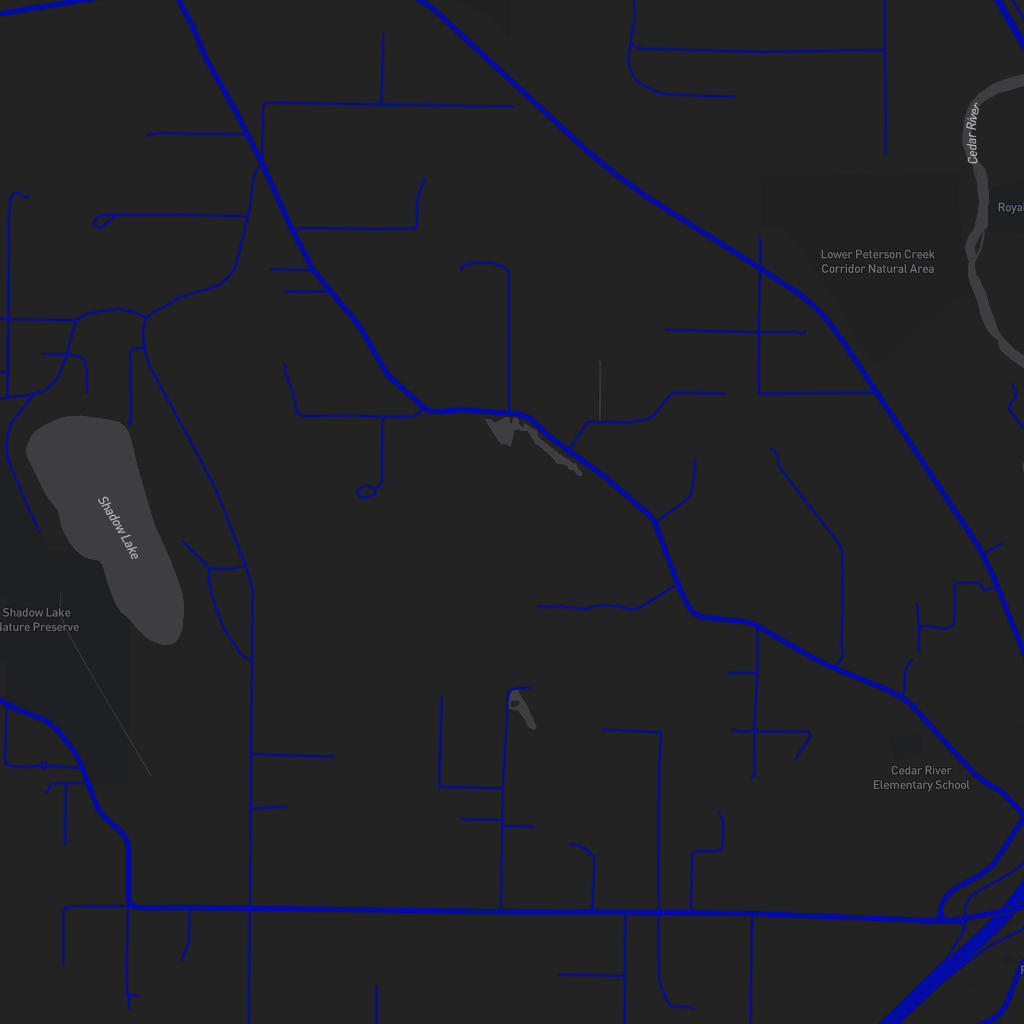 Cedar River
Royal
Lower Peterson Creek
Corridor Natural Area
Shadow Lake
Shadow Lake
Nature Preserve
Cedar River
Elementary School